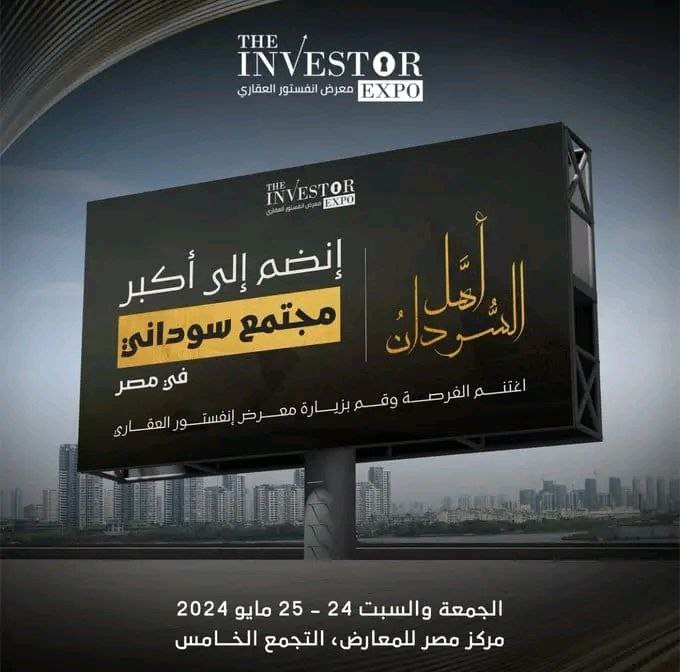 THE
INVESTOR
EXPO معرض انفستور العقاري
THE
INVESTOR
EXPO معرض انفستور العقاري
أهل
السودان
إنضم إلى أكبر
مجتمع سوداني
في مصر
اغتنم الفرصة وقم بزيارة معرض إنفستور العقاري
الجمعة والسبت 24 - 25 مايو 2024
مركز مصر للمعارض، التجمع الخامس